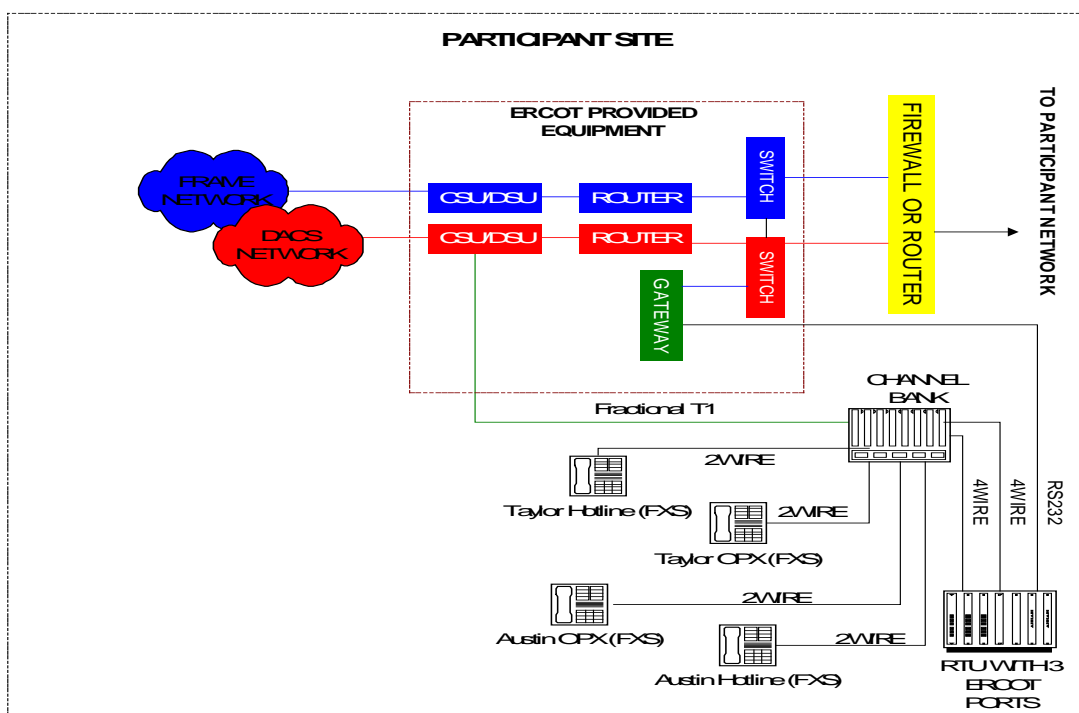 PARTICIPANT SITE
ERCOT PROVIDED
EQUIPMENT
TO PARTICIPANT NETWORK
FRAME
NETWORK
DACS
NETWORK
CSU/DSU
ROUTER
SWITCH
CSU/DSU
ROUTER
SWITCH
GATEWAY
FIREWALL OR ROUTER
CHANNEL
BANK
Fractional T1
2WIRE
Taylor Hotline (FXS)
2WIRE
Taylor OPX (FXS)
2WIRE
Austin OPX (FXS)
2WIRE
Austin Hotline (FXS)
4WIRE
4WIRE
RS232
RTU WITH 3
ERCOT
PORTS